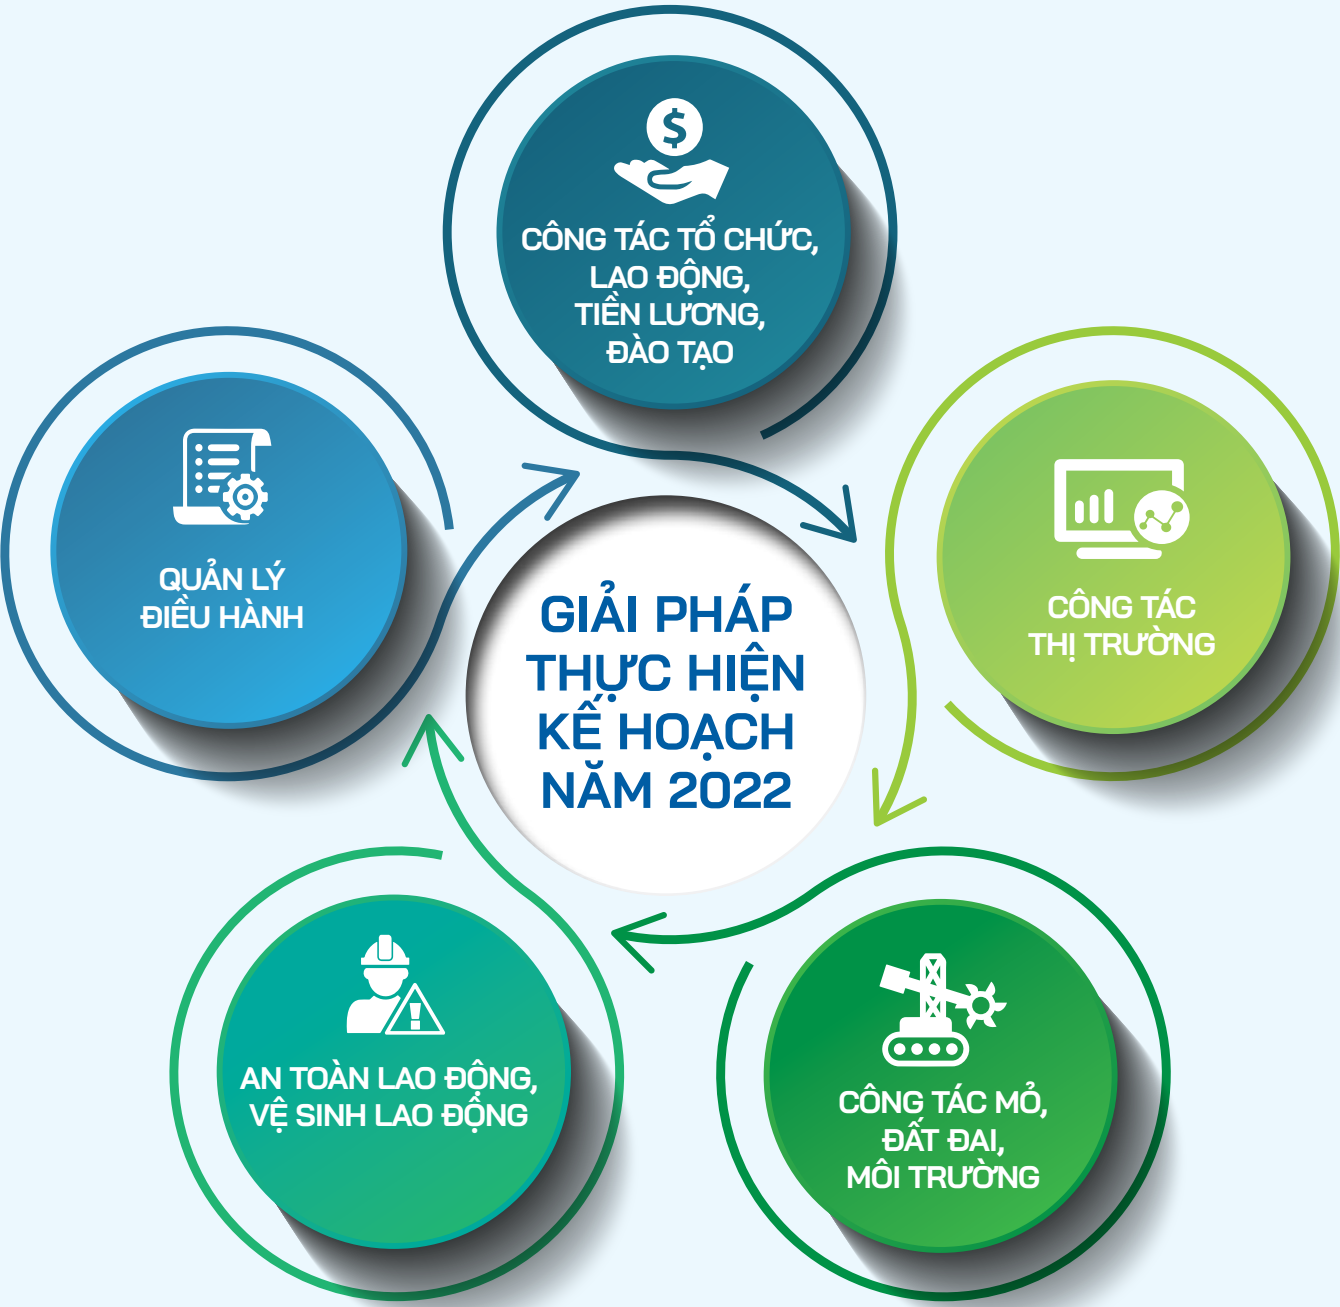 CÔNG TÁC TỔ CHỨC,
LAO ĐỘNG,
TIỀN LƯƠNG,
ĐÀO TẠO
QUẢN LÝ
ĐIỀU HÀNH
CÔNG TÁC
THỊ TRƯỜNG
GIẢI PHÁP
THỰC HIỆN
KẾ HOẠCH
NĂM 2022
AN TOÀN LAO ĐỘNG,
VỆ SINH LAO ĐỘNG
CÔNG TÁC MỎ,
ĐẤT ĐAI,
MÔI TRƯỜNG